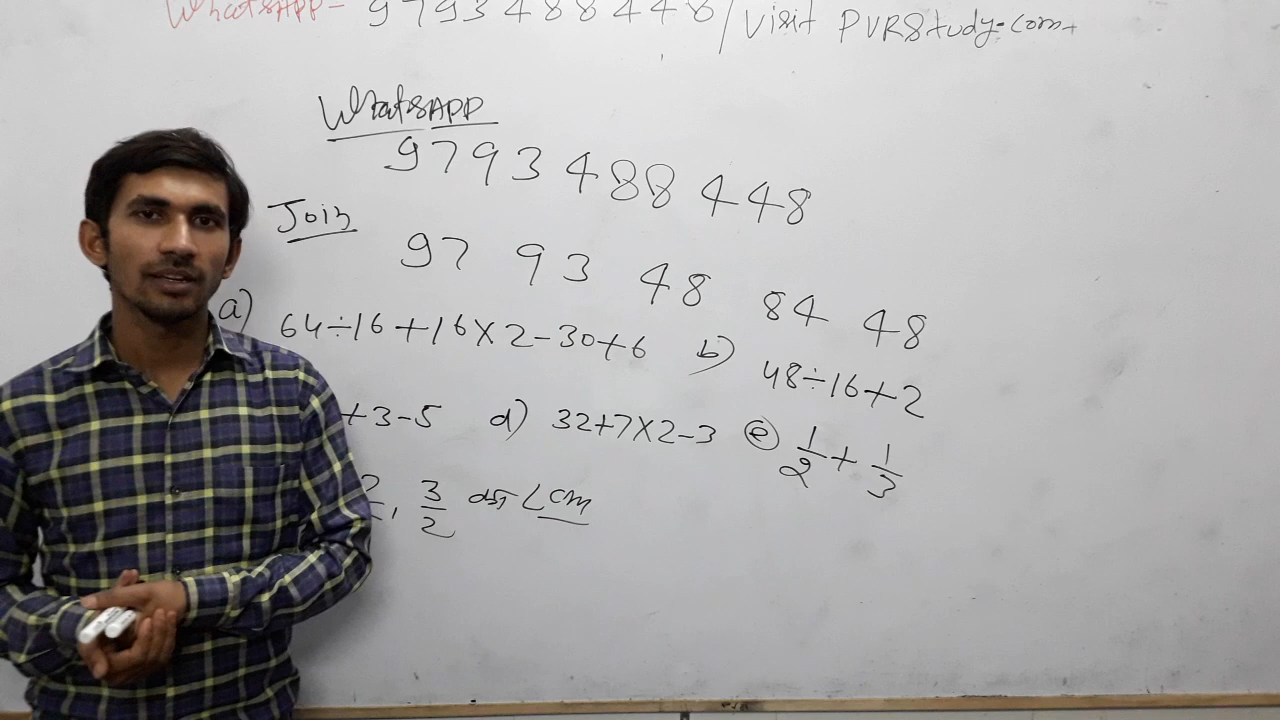 WhatsAPP- 9793488448/Visit PVRStudy.com
WhatsAPP
9793488448
Join
97 93 48 84 48
a) 64÷16+16×2-30+6 b) 48÷16+2
+3-5 d) 32+7×2-3 (e) 1/2 + 1/3
, 3/2 का LCM